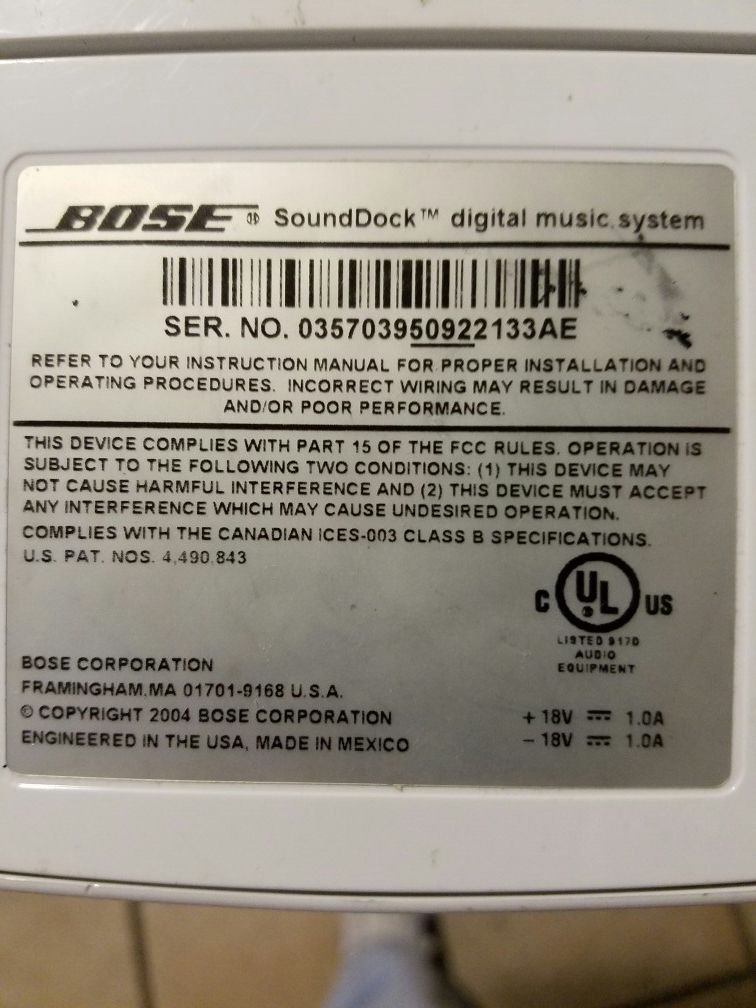 BOSE ® SoundDock™ digital music system
SER. NO. 035703950922133AE
REFER TO YOUR INSTRUCTION MANUAL FOR PROPER INSTALLATION AND
OPERATING PROCEDURES. INCORRECT WIRING MAY RESULT IN DAMAGE
AND/OR POOR PERFORMANCE.
THIS DEVICE COMPLIES WITH PART 15 OF THE FCC RULES. OPERATION IS
SUBJECT TO THE FOLLOWING TWO CONDITIONS: (1) THIS DEVICE MAY
NOT CAUSE HARMFUL INTERFERENCE AND (2) THIS DEVICE MUST ACCEPT
ANY INTERFERENCE WHICH MAY CAUSE UNDESIRED OPERATION.
COMPLIES WITH THE CANADIAN ICES-003 CLASS B SPECIFICATIONS.
U.S. PAT. NOS. 4,490,843
C UL ® US
LISTED 917D
AUDIO
EQUIPMENT
BOSE CORPORATION
FRAMINGHAM, MA 01701-9168 U.S.A.
© COPYRIGHT 2004 BOSE CORPORATION
ENGINEERED IN THE USA, MADE IN MEXICO
+ 18V ⎓ 1.0A
– 18V ⎓ 1.0A